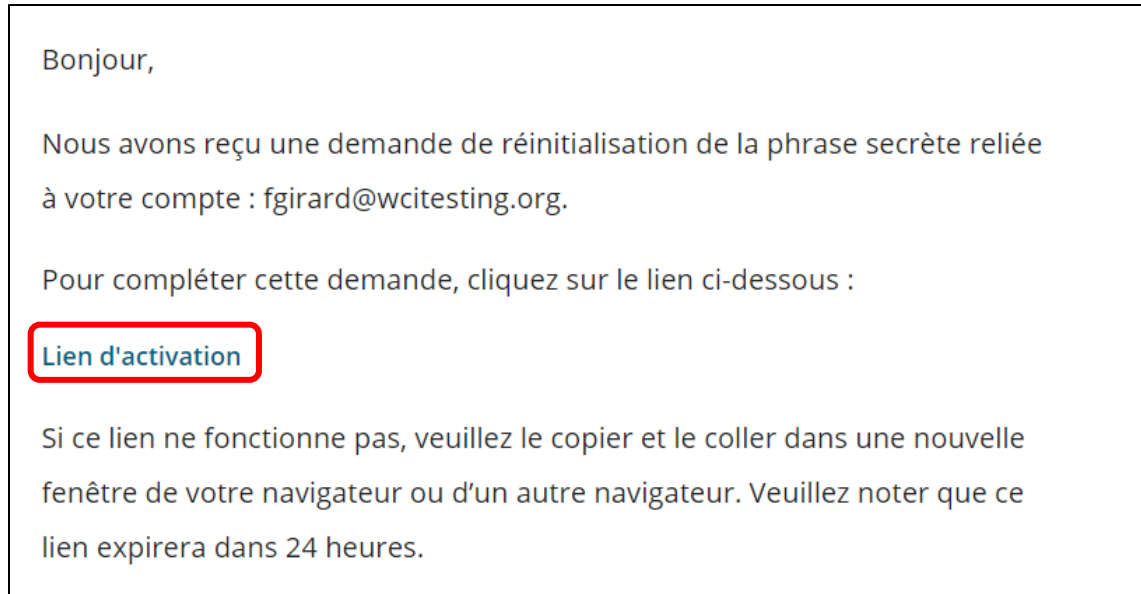 Bonjour,
Nous avons reçu une demande de réinitialisation de la phrase secrète reliée
à votre compte : fgirard@wcitesting.org.
Pour compléter cette demande, cliquez sur le lien ci-dessous :
Lien d'activation
Si ce lien ne fonctionne pas, veuillez le copier et le coller dans une nouvelle
fenêtre de votre navigateur ou d’un autre navigateur. Veuillez noter que ce
lien expirera dans 24 heures.